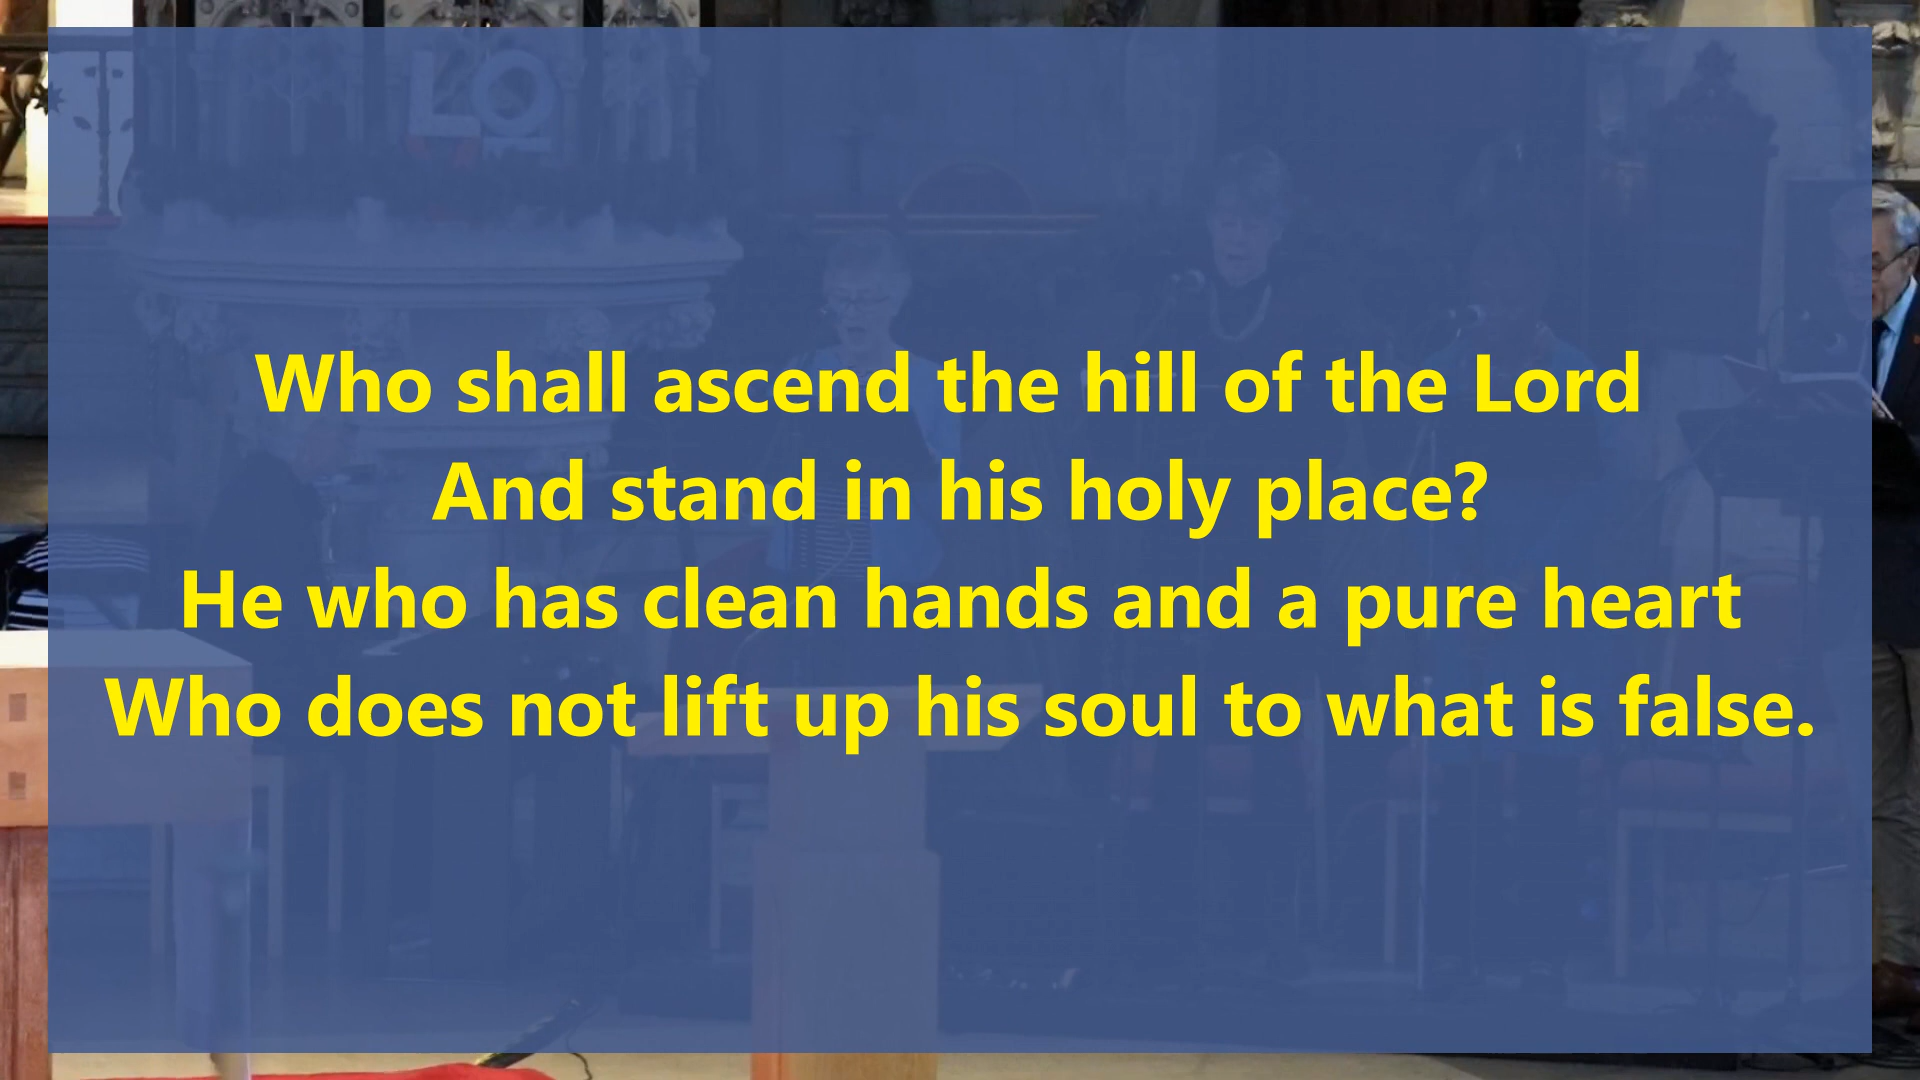 LO
Who shall ascend the hill of the Lord
And stand in his holy place?
He who has clean hands and a pure heart
Who does not lift up his soul to what is false.